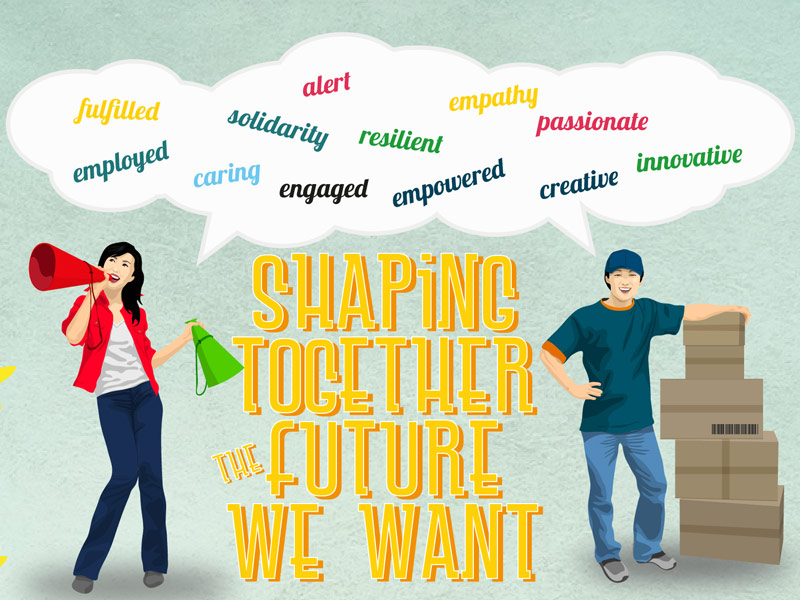 alert
fulfilled
empathy
solidarity
passionate
resilient
employed
innovative
caring
engaged
empowered
creative
SHAPiNG
TOGETHER
THE FUTURE
WE WANT